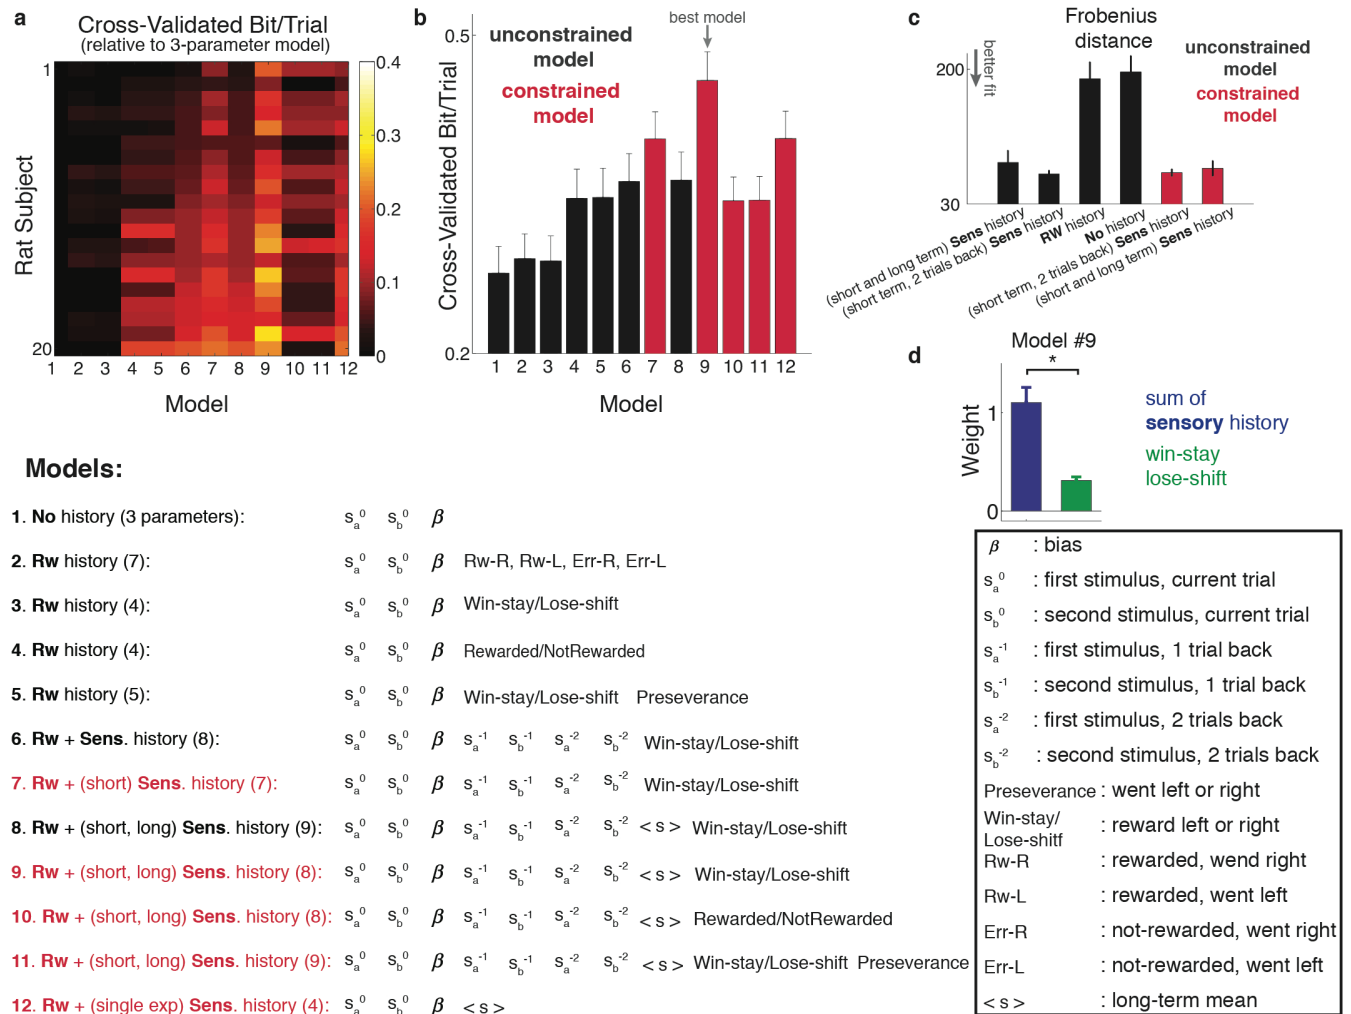 a
Cross-Validated Bit/Trial
(relative to 3-parameter model)
1
Rat Subject
20
1 2 3 4 5 6 7 8 9 10 11 12
Model
0.4
0.3
0.2
0.1
0
b
best model
0.5
unconstrained
model
constrained
model
Cross-Validated Bit/Trial
0.2
1 2 3 4 5 6 7 8 9 10 11 12
Model
c
Frobenius
distance
better fit
200
30
unconstrained
model
constrained
model
(short and long term) Sens history
(short term, 2 trials back) Sens history
RW history
No history
(short term, 2 trials back) Sens history
(short and long term) Sens history
d
Model #9
*
Weight
1
0
sum of
sensory history
win-stay
lose-shift
Models:
1. No history (3 parameters): s_a^0 s_b^0 β
2. Rw history (7): s_a^0 s_b^0 β Rw-R, Rw-L, Err-R, Err-L
3. Rw history (4): s_a^0 s_b^0 β Win-stay/Lose-shift
4. Rw history (4): s_a^0 s_b^0 β Rewarded/NotRewarded
5. Rw history (5): s_a^0 s_b^0 β Win-stay/Lose-shift Preseverance
6. Rw + Sens. history (8): s_a^0 s_b^0 β s_a^-1 s_b^-1 s_a^-2 s_b^-2 Win-stay/Lose-shift
7. Rw + (short) Sens. history (7): s_a^0 s_b^0 β s_a^-1 s_b^-1 s_a^-2 s_b^-2 Win-stay/Lose-shift
8. Rw + (short, long) Sens. history (9): s_a^0 s_b^0 β s_a^-1 s_b^-1 s_a^-2 s_b^-2 < s > Win-stay/Lose-shift
9. Rw + (short, long) Sens. history (8): s_a^0 s_b^0 β s_a^-1 s_b^-1 s_a^-2 s_b^-2 < s > Win-stay/Lose-shift
10. Rw + (short, long) Sens. history (8): s_a^0 s_b^0 β s_a^-1 s_b^-1 s_a^-2 s_b^-2 < s > Rewarded/NotRewarded
11. Rw + (short, long) Sens. history (9): s_a^0 s_b^0 β s_a^-1 s_b^-1 s_a^-2 s_b^-2 < s > Win-stay/Lose-shift Preseverance
12. Rw + (single exp) Sens. history (4): s_a^0 s_b^0 β < s >
β : bias
s_a^0 : first stimulus, current trial
s_b^0 : second stimulus, current trial
s_a^-1 : first stimulus, 1 trial back
s_b^-1 : second stimulus, 1 trial back
s_a^-2 : first stimulus, 2 trials back
s_b^-2 : second stimulus, 2 trials back
Preseverance : went left or right
Win-stay/
Lose-shitf : reward left or right
Rw-R : rewarded, wend right
Rw-L : rewarded, went left
Err-R : not-rewarded, went right
Err-L : not-rewarded, went left
< s > : long-term mean